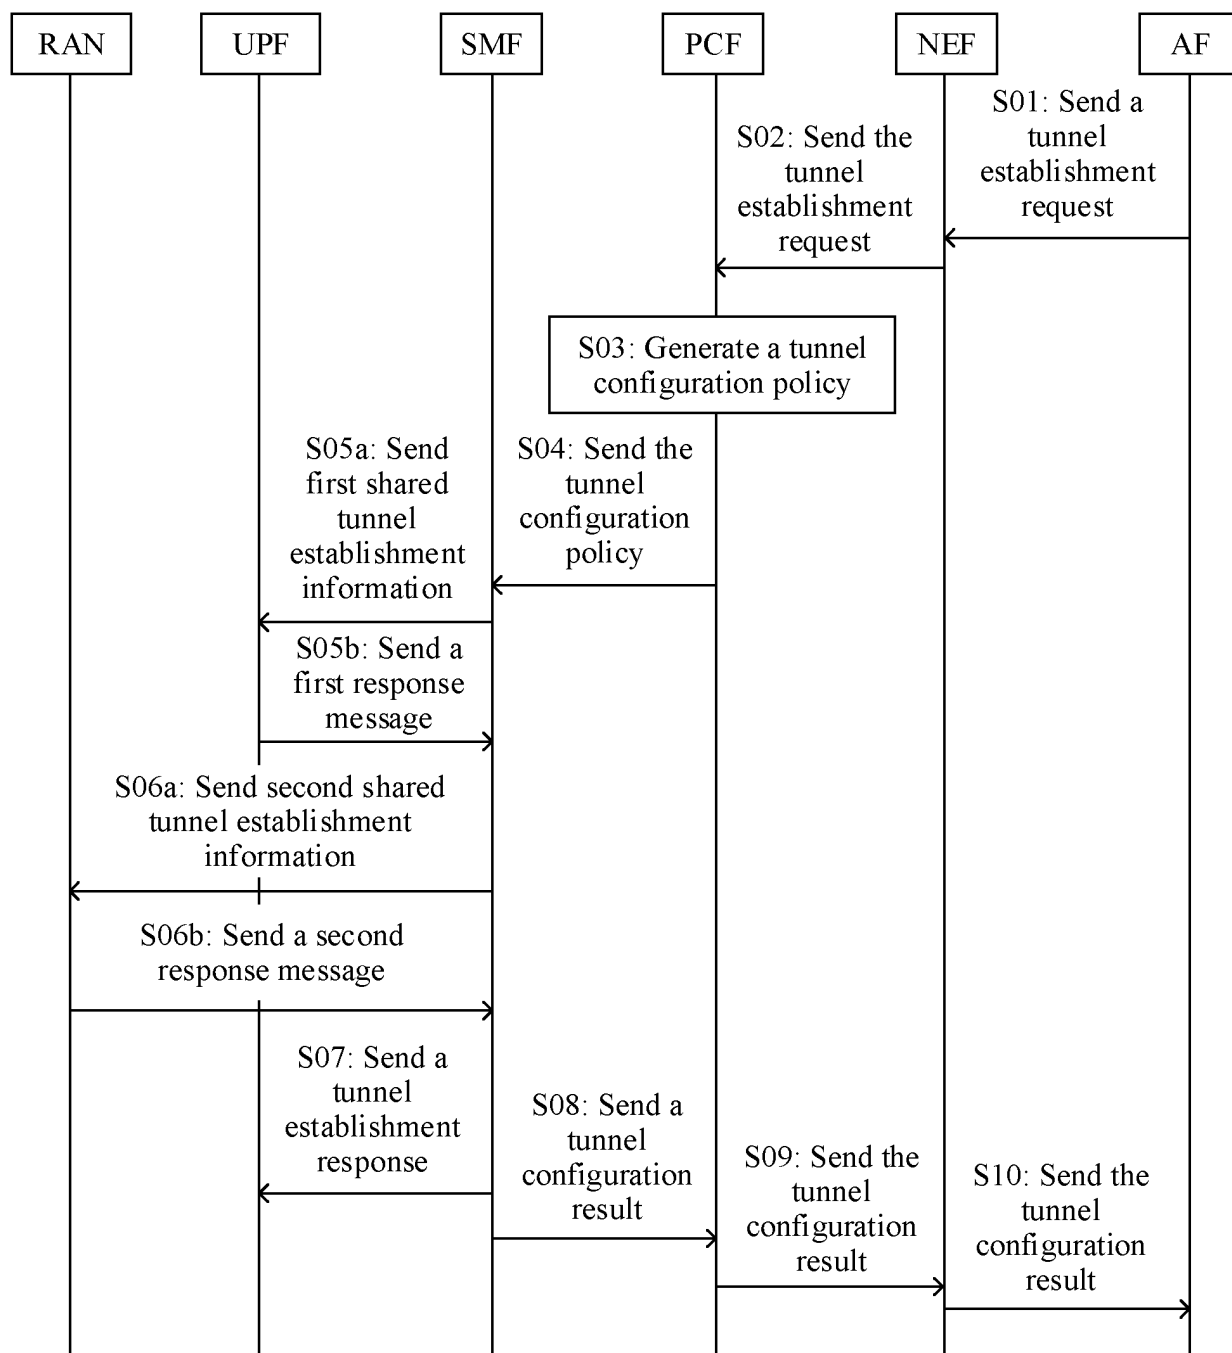 RAN
UPF
SMF
PCF
NEF
AF
S01: Send a
tunnel
establishment
request
S02: Send the
tunnel
establishment
request
S03: Generate a tunnel
configuration policy
S04: Send the
tunnel
configuration
policy
S05a: Send
first shared
tunnel
establishment
information
S05b: Send a
first response
message
S06a: Send second shared
tunnel establishment
information
S06b: Send a second
response message
S07: Send a
tunnel
establishment
response
S08: Send a
tunnel
configuration
result
S09: Send the
tunnel
configuration
result
S10: Send the
tunnel
configuration
result